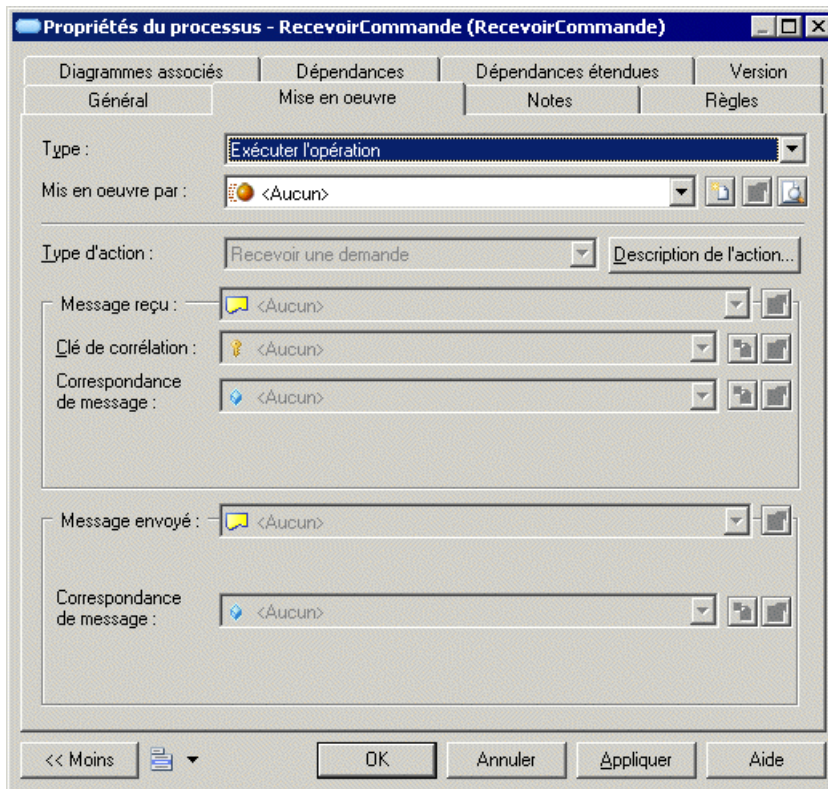 Propriétés du processus - RecevoirCommande (RecevoirCommande)
Diagrammes associés Dépendances Dépendances étendues Version
Général Mise en oeuvre Notes Règles
Type : Exécuter l'opération
Mis en oeuvre par : <Aucun>
Type d'action : Recevoir une demande Description de l'action...
Message reçu : <Aucun>
Clé de corrélation : <Aucun>
Correspondance
de message : <Aucun>
Message envoyé : <Aucun>
Correspondance
de message : <Aucun>
<< Moins OK Annuler Appliquer Aide